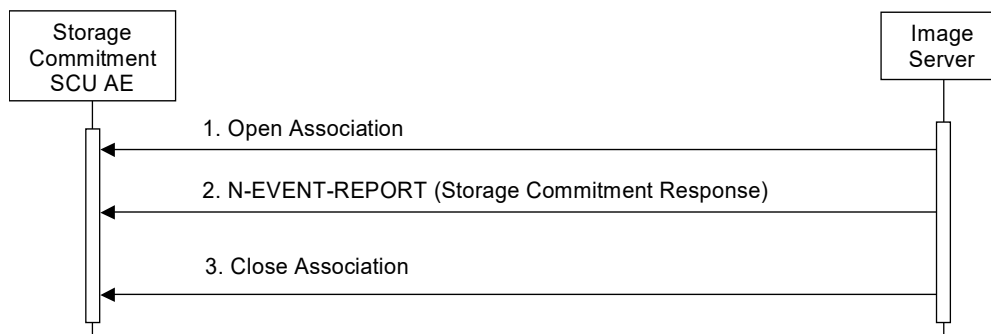 Storage
Commitment
SCU AE
Image
Server
1. Open Association
2. N-EVENT-REPORT (Storage Commitment Response)
3. Close Association